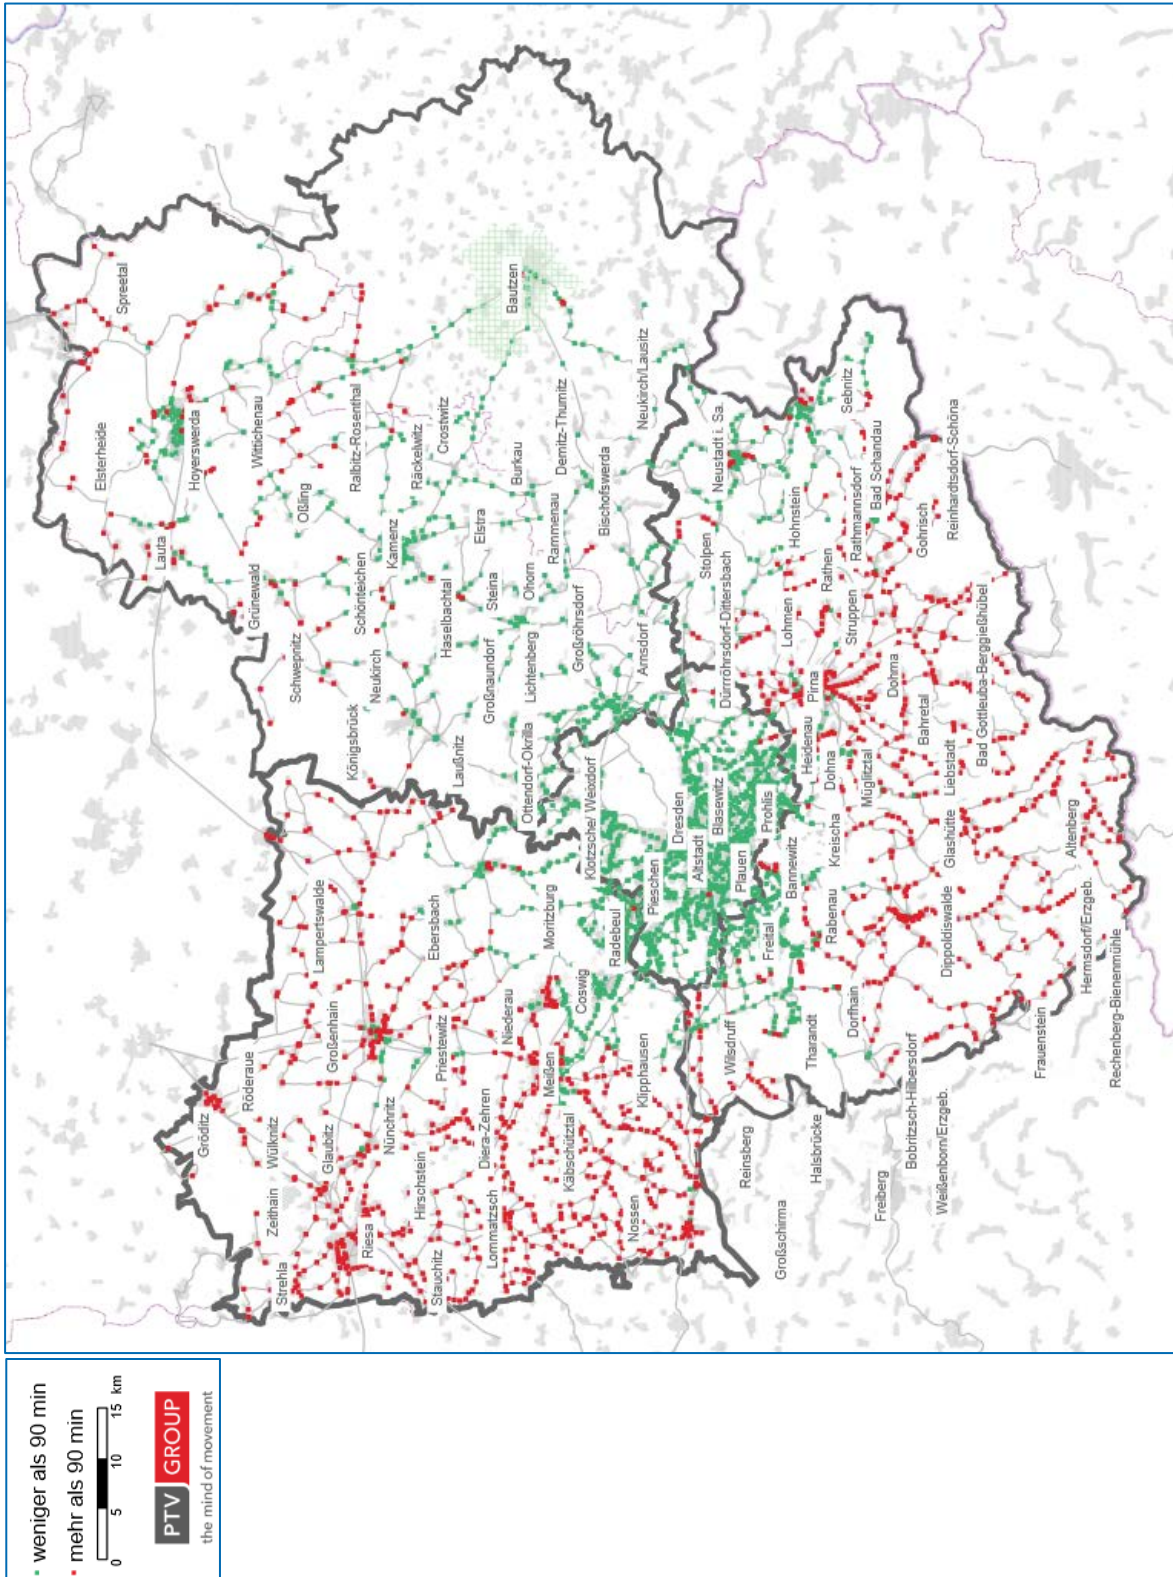 Spreetal
Elsterheide
Hoyerswerda
Lauta
Wittichenau
Oßling
Ralbitz-Rosenthal
Räckelwitz
Crostwitz
Bautzen
Grünewald
Schönteichen
Kamenz
Elstra
Burkau
Demitz-Thumitz
Neukirch/Lausitz
Schwepnitz
Neukirch
Haselbachtal
Steina
Ohorn
Rammenau
Bischofswerda
Königsbrück
Laußnitz
Großnaundorf
Lichtenberg
Großröhrsdorf
Arnsdorf
Ottendorf-Okrilla
Klotzsche/ Weixdorf
Gröditz
Röderaue
Wülknitz
Zeithain
Strehla
Glaubitz
Großenhain
Lampertswalde
Riesa
Nünchritz
Hirschstein
Stauchitz
Priestewitz
Ebersbach
Diera-Zehren
Lommatzsch
Niederau
Moritzburg
Meißen
Coswig
Radebeul
Käbschütztal
Klipphausen
Nossen
Pieschen
Dresden
Altstadt
Blasewitz
Plauen
Prohlis
Neustadt i. Sa.
Sebnitz
Stolpen
Hohnstein
Dürrröhrsdorf-Dittersbach
Lohmen
Rathen
Rathmannsdorf
Bad Schandau
Struppen
Gohrisch
Reinhardtsdorf-Schöna
Pirna
Heidenau
Dohna
Dohma
Müglitztal
Bahretal
Liebstadt
Bad Gottleuba-Berggießhübel
Bannewitz
Kreischa
Freital
Rabenau
Glashütte
Altenberg
Wilsdruff
Tharandt
Dorfhain
Dippoldiswalde
Hermsdorf/Erzgeb.
Rechenberg-Bienenmühle
Frauenstein
Bobritzsch-Hilbersdorf
Weißenborn/Erzgeb.
Freiberg
Halsbrücke
Reinsberg
Großschirma
weniger als 90 min
mehr als 90 min
0 5 10 15 km
PTV GROUP
the mind of movement